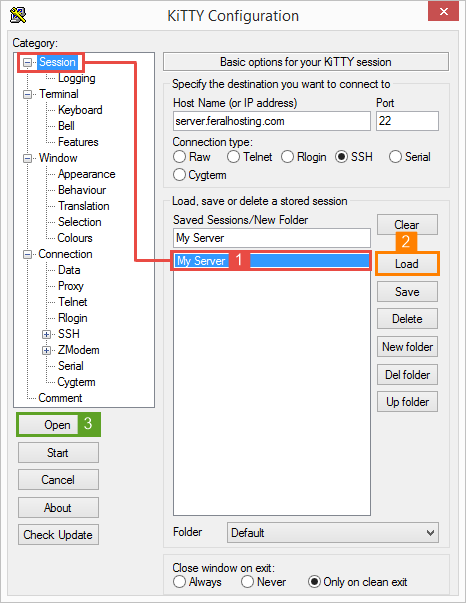 KiTTY Configuration
Category:
Session
Logging
Terminal
Keyboard
Bell
Features
Window
Appearance
Behaviour
Translation
Selection
Colours
Connection
Data
Proxy
Telnet
Rlogin
SSH
ZModem
Serial
Cygterm
Comment
Open 3
Start
Cancel
About
Check Update
Basic options for your KiTTY session
Specify the destination you want to connect to
Host Name (or IP address) Port
server.feralhosting.com 22
Connection type:
Raw Telnet Rlogin SSH Serial
Cygterm
Load, save or delete a stored session
Saved Sessions/New Folder
My Server
My Server 1
Clear
2
Load
Save
Delete
New folder
Del folder
Up folder
Folder Default
Close window on exit:
Always Never Only on clean exit